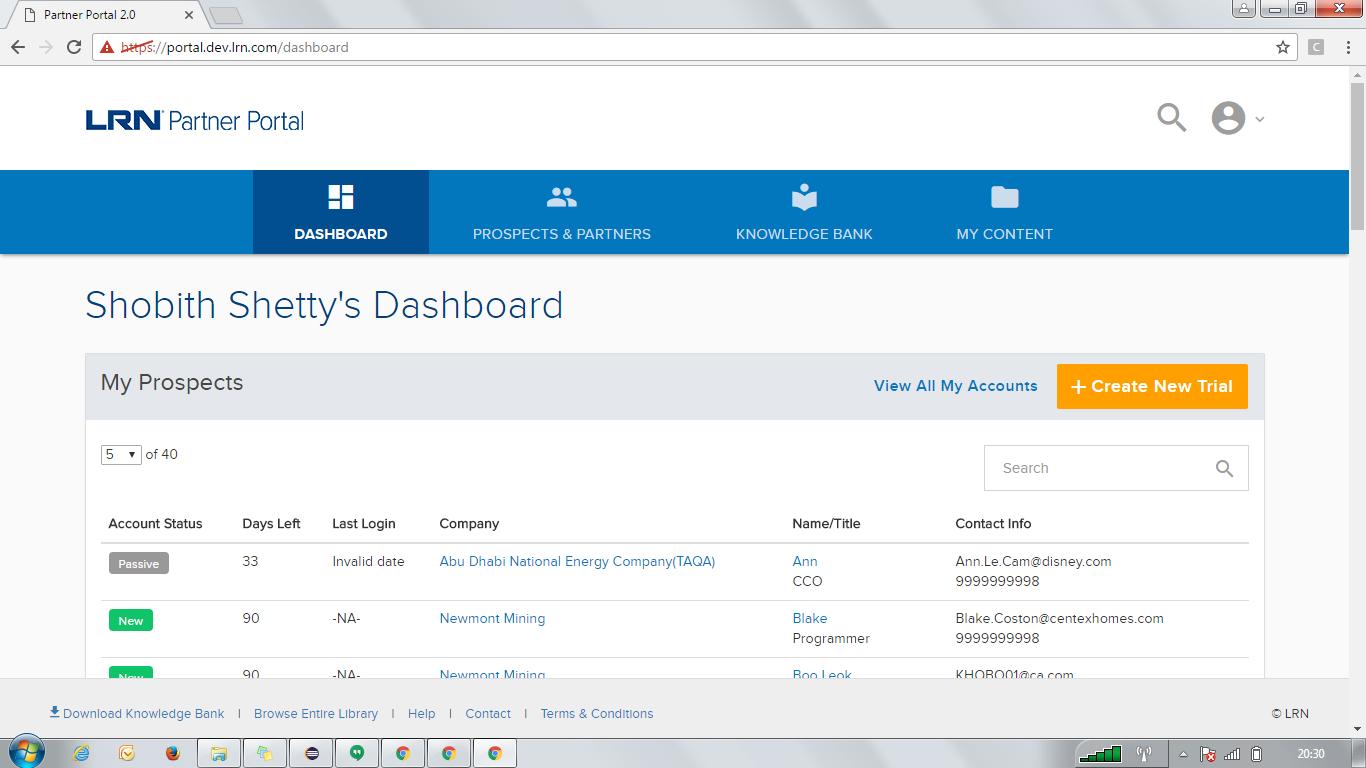 Partner Portal 2.0
https://portal.dev.lrn.com/dashboard
C
LRN Partner Portal
DASHBOARD
PROSPECTS & PARTNERS
KNOWLEDGE BANK
MY CONTENT
Shobith Shetty's Dashboard
My Prospects
View All My Accounts
+ Create New Trial
5 of 40
Search
Account Status Days Left Last Login Company Name/Title Contact Info
Passive 33 Invalid date Abu Dhabi National Energy Company(TAQA) Ann Ann.Le.Cam@disney.com
CCO 9999999998
New 90 -NA- Newmont Mining Blake Blake.Coston@centexhomes.com
Programmer 9999999998
New 90 -NA- Newmont Mining Boo Leok KHOBO01@ca.com
Download Knowledge Bank | Browse Entire Library | Help | Contact | Terms & Conditions
© LRN
20:30